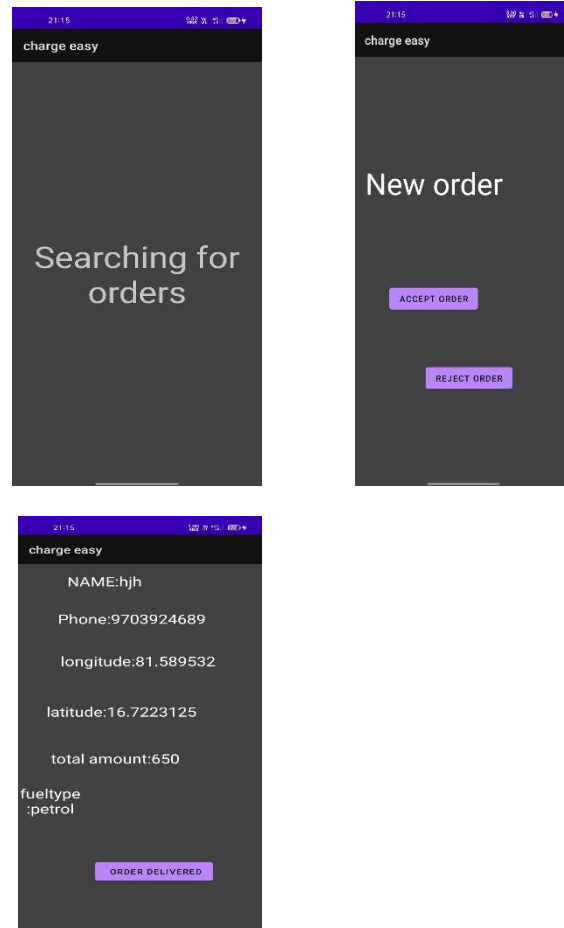 21:15
charge easy
Searching for
orders
21:15
charge easy
New order
ACCEPT ORDER
REJECT ORDER
21:15
charge easy
NAME:hjh
Phone:9703924689
longitude:81.589532
latitude:16.7223125
total amount:650
fueltype
:petrol
ORDER DELIVERED